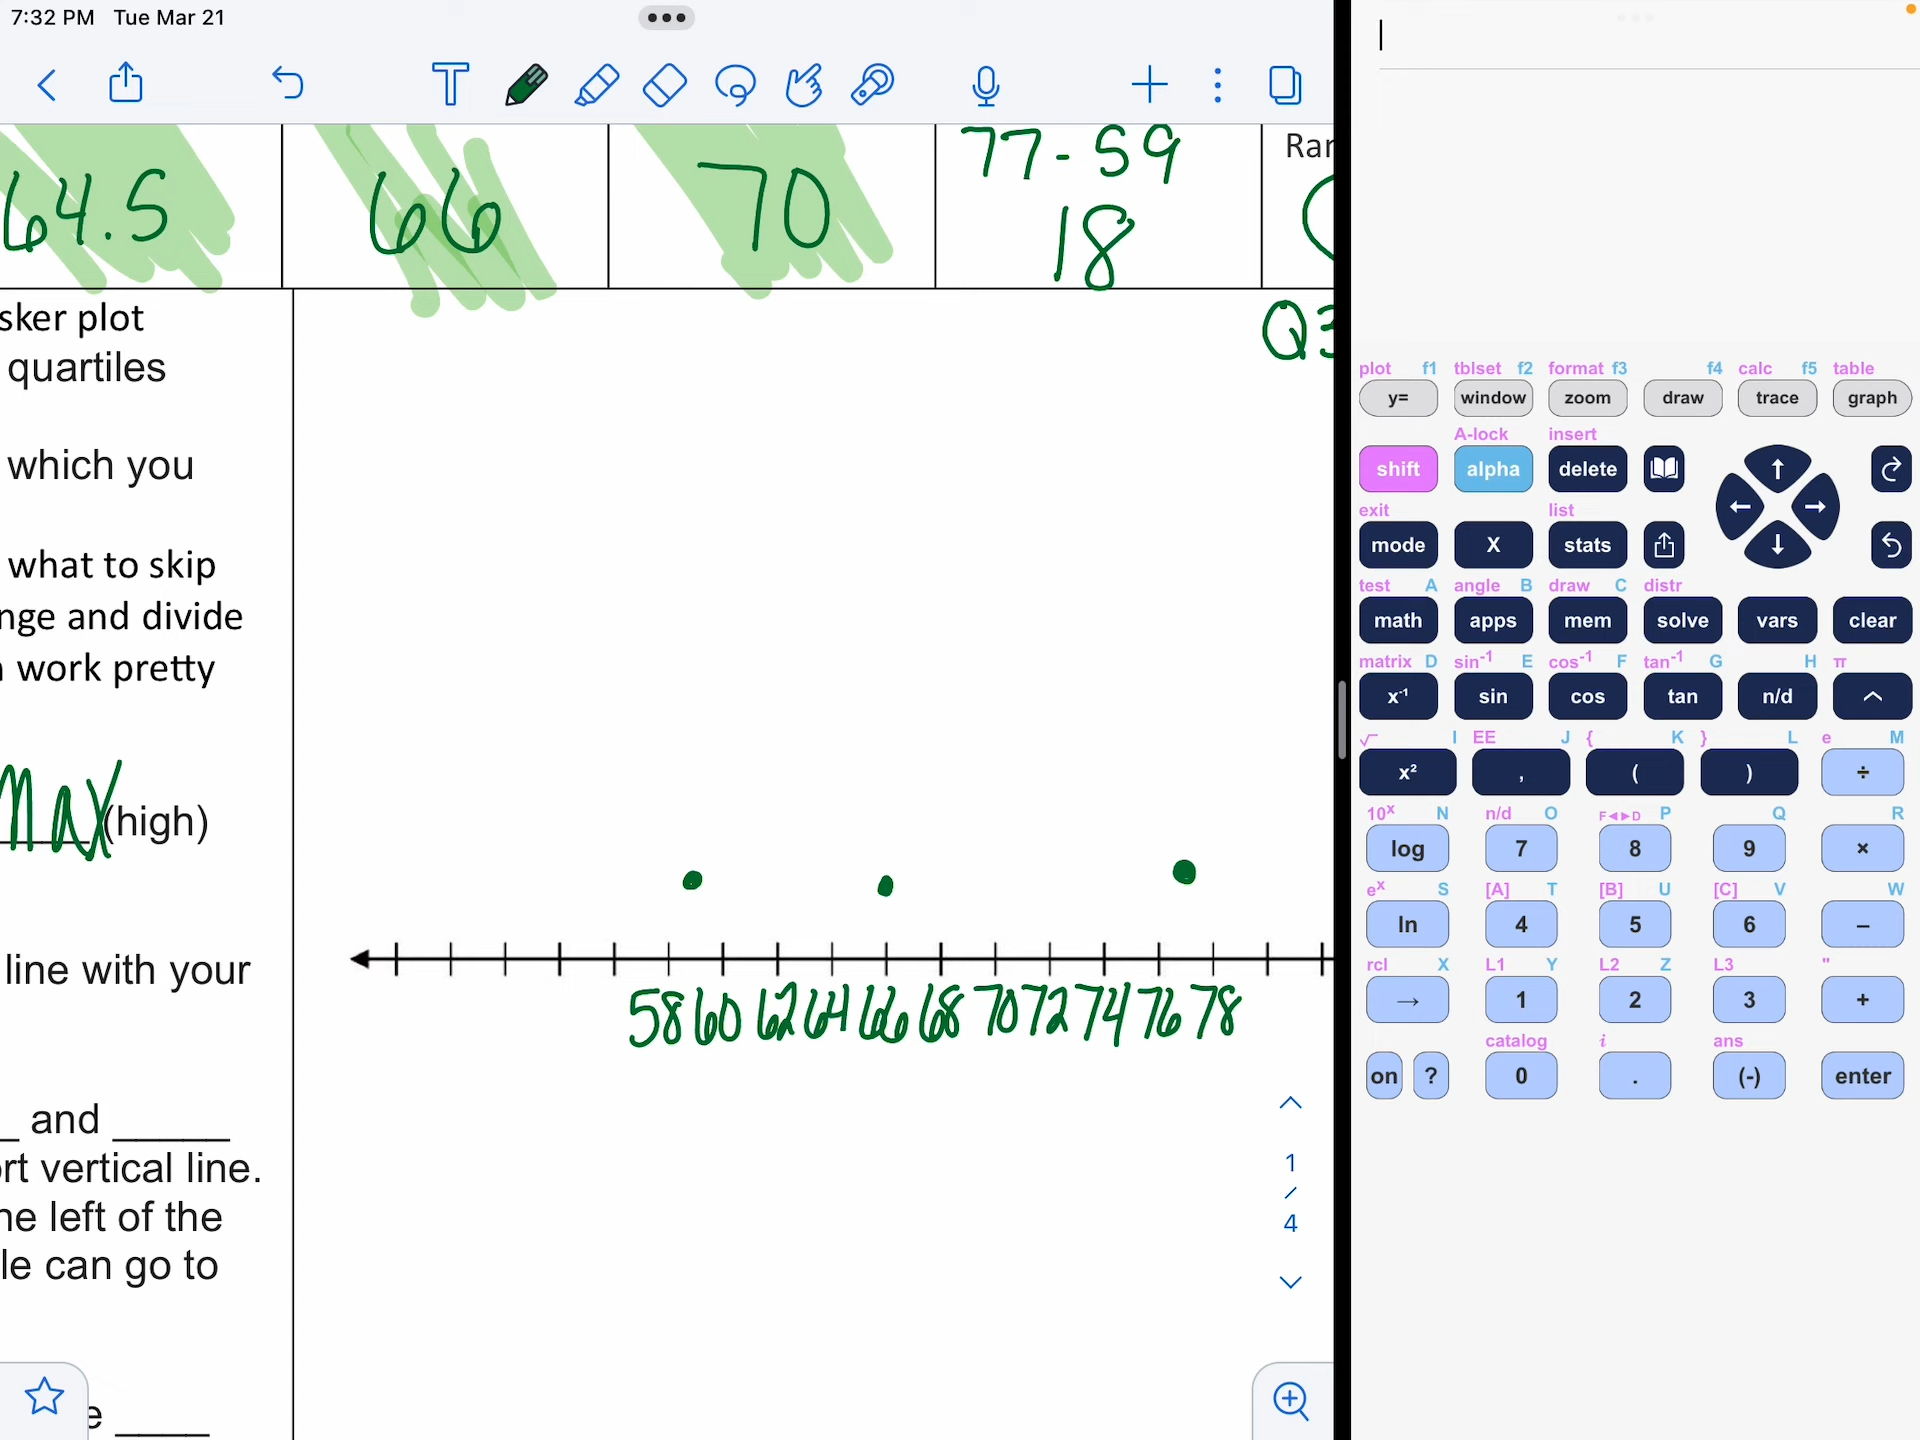 7:32 PM Tue Mar 21
77-59
64.5 66 70 18
sker plot
quartiles
Q3
which you
what to skip
nge and divide
work pretty
Max (high)
line with your
58 60 62 64 66 68 70 72 74 76 78
_ and _____
rt vertical line.
ne left of the
le can go to
e ____
1
/
4
plot f1 tblset f2 format f3 f4 calc f5 table
y= window zoom draw trace graph
A-lock insert
shift alpha delete
exit list
mode X stats
test A angle B draw C distr
math apps mem solve vars clear
matrix D sin-1 E cos-1 F tan-1 G H π
x-1 sin cos tan n/d ^
√ I EE J { K } L e M
x² , ( ) ÷
10x N n/d O F◄►D P Q R
log 7 8 9 ×
ex S [A] T [B] U [C] V W
ln 4 5 6 −
rcl X L1 Y L2 Z L3 "
→ 1 2 3 +
catalog i ans
on ? 0 . (-) enter